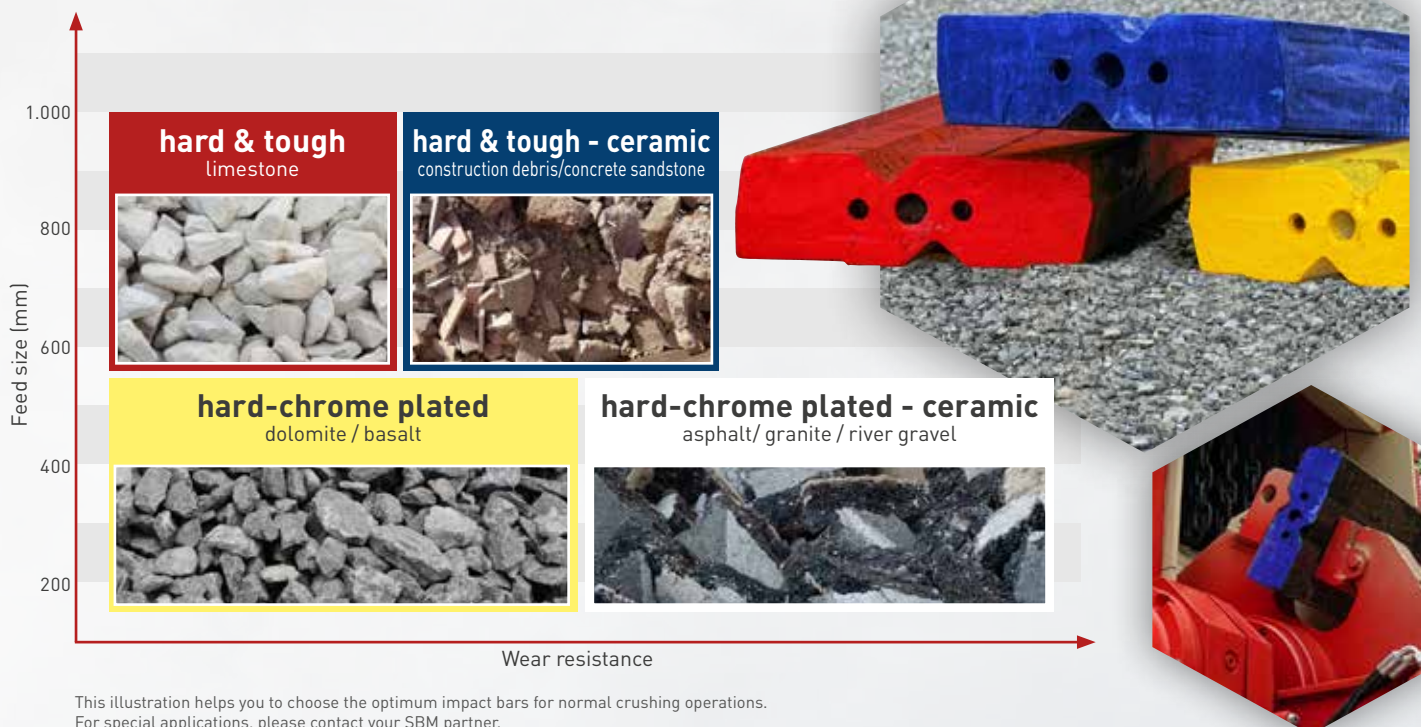 1.000
800
600
400
200
Feed size (mm)
hard & tough
limestone
hard & tough - ceramic
construction debris/concrete sandstone
hard-chrome plated
dolomite / basalt
hard-chrome plated - ceramic
asphalt/ granite / river gravel
Wear resistance
This illustration helps you to choose the optimum impact bars for normal crushing operations.
For special applications, please contact your SBM partner.